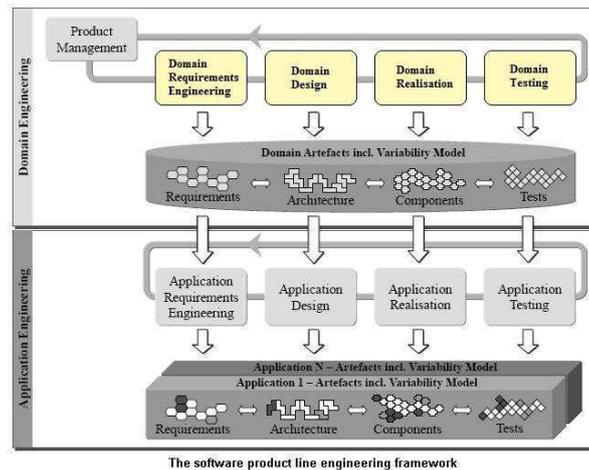 Domain Engineering
Product
Management
Domain
Requirements
Engineering
Domain
Design
Domain
Realisation
Domain
Testing
Domain Artefacts incl. Variability Model
Requirements
Architecture
Components
Tests
Application Engineering
Application
Requirements
Engineering
Application
Design
Application
Realisation
Application
Testing
Application N – Artefacts incl. Variability Model
Application 1 – Artefacts incl. Variability Model
Requirements
Architecture
Components
Tests
The software product line engineering framework